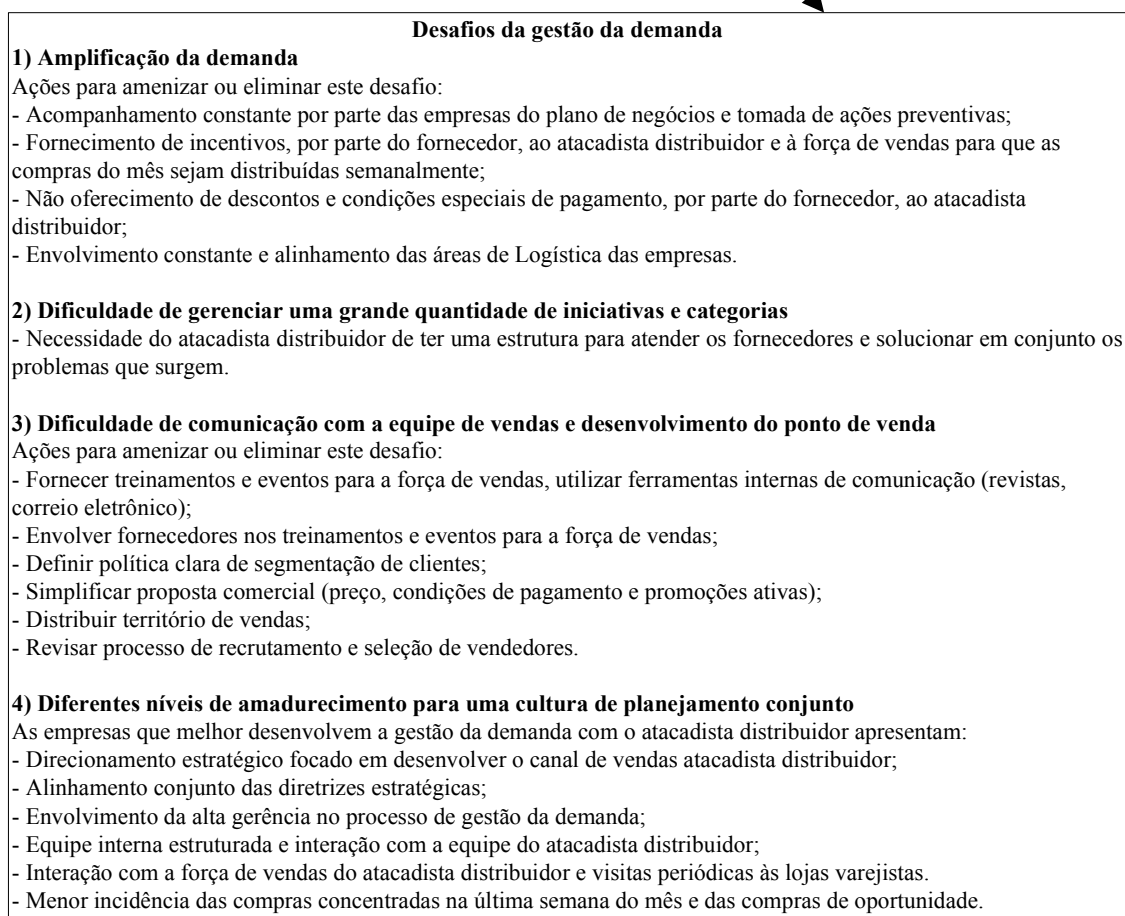 Desafios da gestão da demanda
1) Amplificação da demanda
Ações para amenizar ou eliminar este desafio:
- Acompanhamento constante por parte das empresas do plano de negócios e tomada de ações preventivas;
- Fornecimento de incentivos, por parte do fornecedor, ao atacadista distribuidor e à força de vendas para que as
compras do mês sejam distribuídas semanalmente;
- Não oferecimento de descontos e condições especiais de pagamento, por parte do fornecedor, ao atacadista
distribuidor;
- Envolvimento constante e alinhamento das áreas de Logística das empresas.
2) Dificuldade de gerenciar uma grande quantidade de iniciativas e categorias
- Necessidade do atacadista distribuidor de ter uma estrutura para atender os fornecedores e solucionar em conjunto os
problemas que surgem.
3) Dificuldade de comunicação com a equipe de vendas e desenvolvimento do ponto de venda
Ações para amenizar ou eliminar este desafio:
- Fornecer treinamentos e eventos para a força de vendas, utilizar ferramentas internas de comunicação (revistas,
correio eletrônico);
- Envolver fornecedores nos treinamentos e eventos para a força de vendas;
- Definir política clara de segmentação de clientes;
- Simplificar proposta comercial (preço, condições de pagamento e promoções ativas);
- Distribuir território de vendas;
- Revisar processo de recrutamento e seleção de vendedores.
4) Diferentes níveis de amadurecimento para uma cultura de planejamento conjunto
As empresas que melhor desenvolvem a gestão da demanda com o atacadista distribuidor apresentam:
- Direcionamento estratégico focado em desenvolver o canal de vendas atacadista distribuidor;
- Alinhamento conjunto das diretrizes estratégicas;
- Envolvimento da alta gerência no processo de gestão da demanda;
- Equipe interna estruturada e interação com a equipe do atacadista distribuidor;
- Interação com a força de vendas do atacadista distribuidor e visitas periódicas às lojas varejistas.
- Menor incidência das compras concentradas na última semana do mês e das compras de oportunidade.